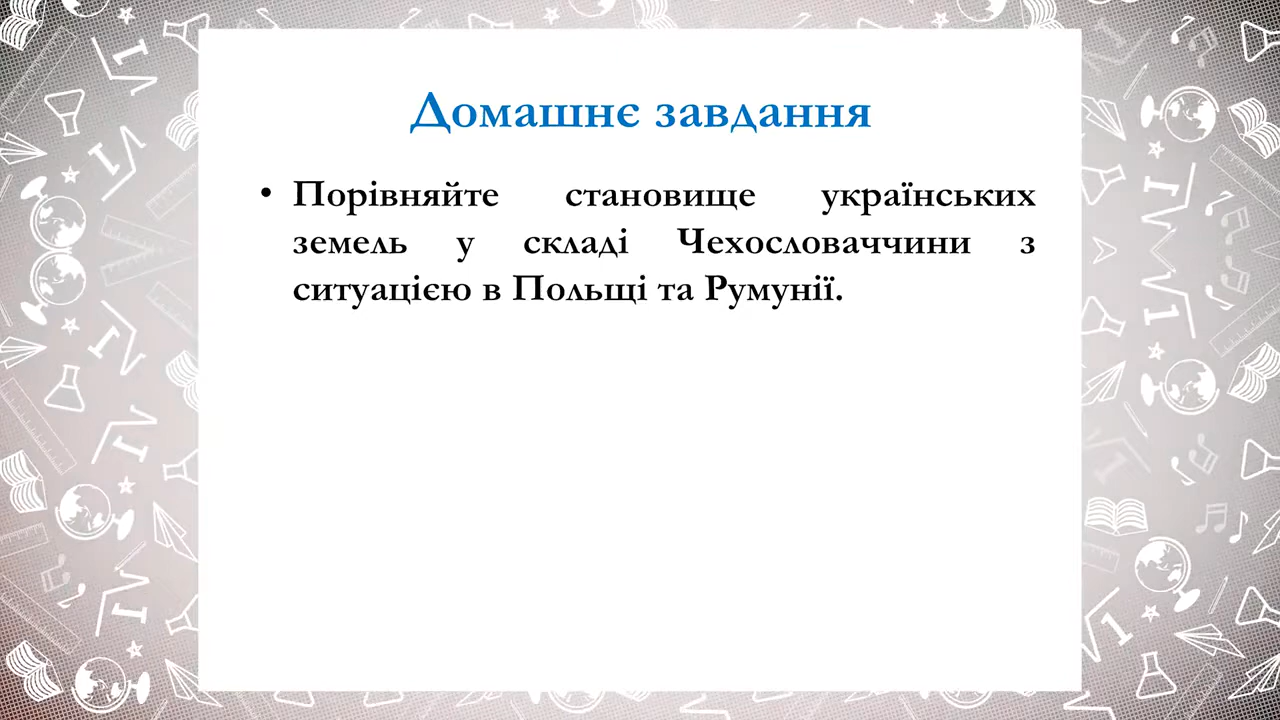 Домашнє завдання
• Порівняйте становище українських
земель у складі Чехословаччини з
ситуацією в Польщі та Румунії.